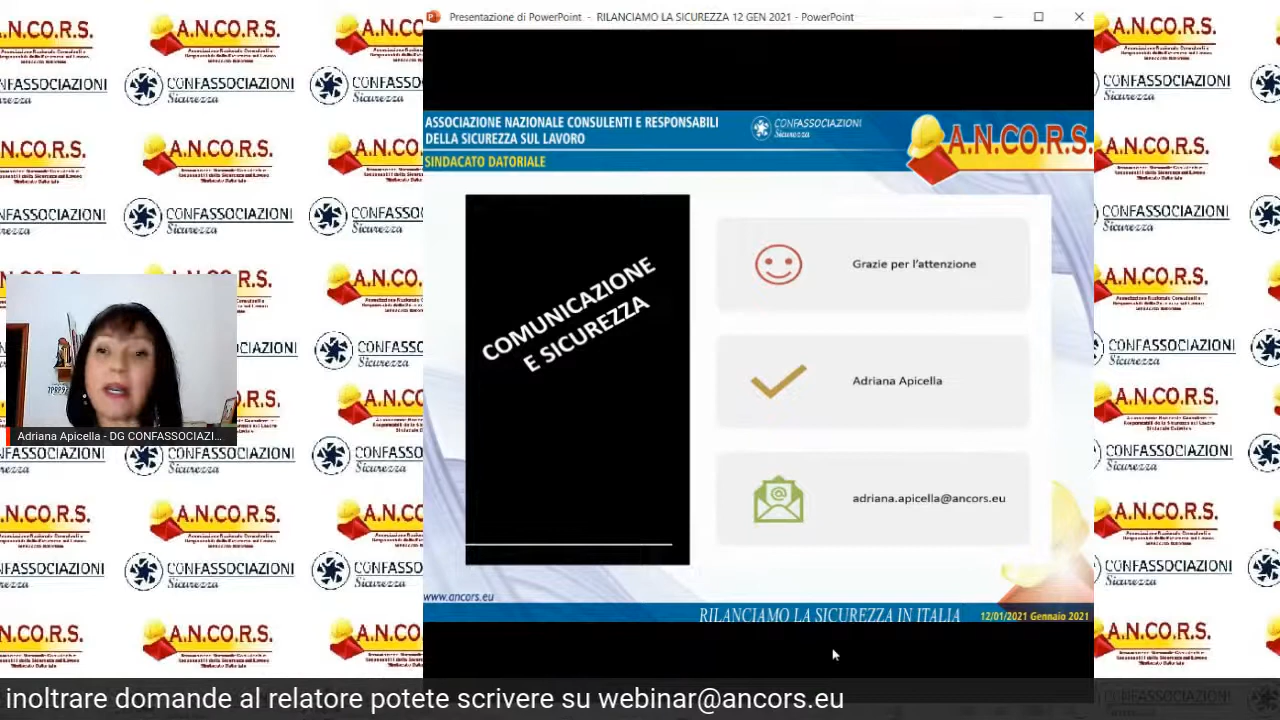 Presentazione di PowerPoint - RILANCIAMO LA SICUREZZA 12 GEN 2021 - PowerPoint
ASSOCIAZIONE NAZIONALE CONSULENTI E RESPONSABILI
DELLA SICUREZZA SUL LAVORO
SINDACATO DATORIALE
CONFASSOCIAZIONI
Sicurezza
A.N.CO.R.S.
COMUNICAZIONE
E SICUREZZA
Grazie per l'attenzione
Adriana Apicella
adriana.apicella@ancors.eu
www.ancors.eu
RILANCIAMO LA SICUREZZA IN ITALIA
12/01/2021 Gennaio 2021
Adriana Apicella - DG CONFASSOCIAZI...
A.N.CO.R.S.
CONFASSOCIAZIONI
Sicurezza
inoltrare domande al relatore potete scrivere su webinar@ancors.eu